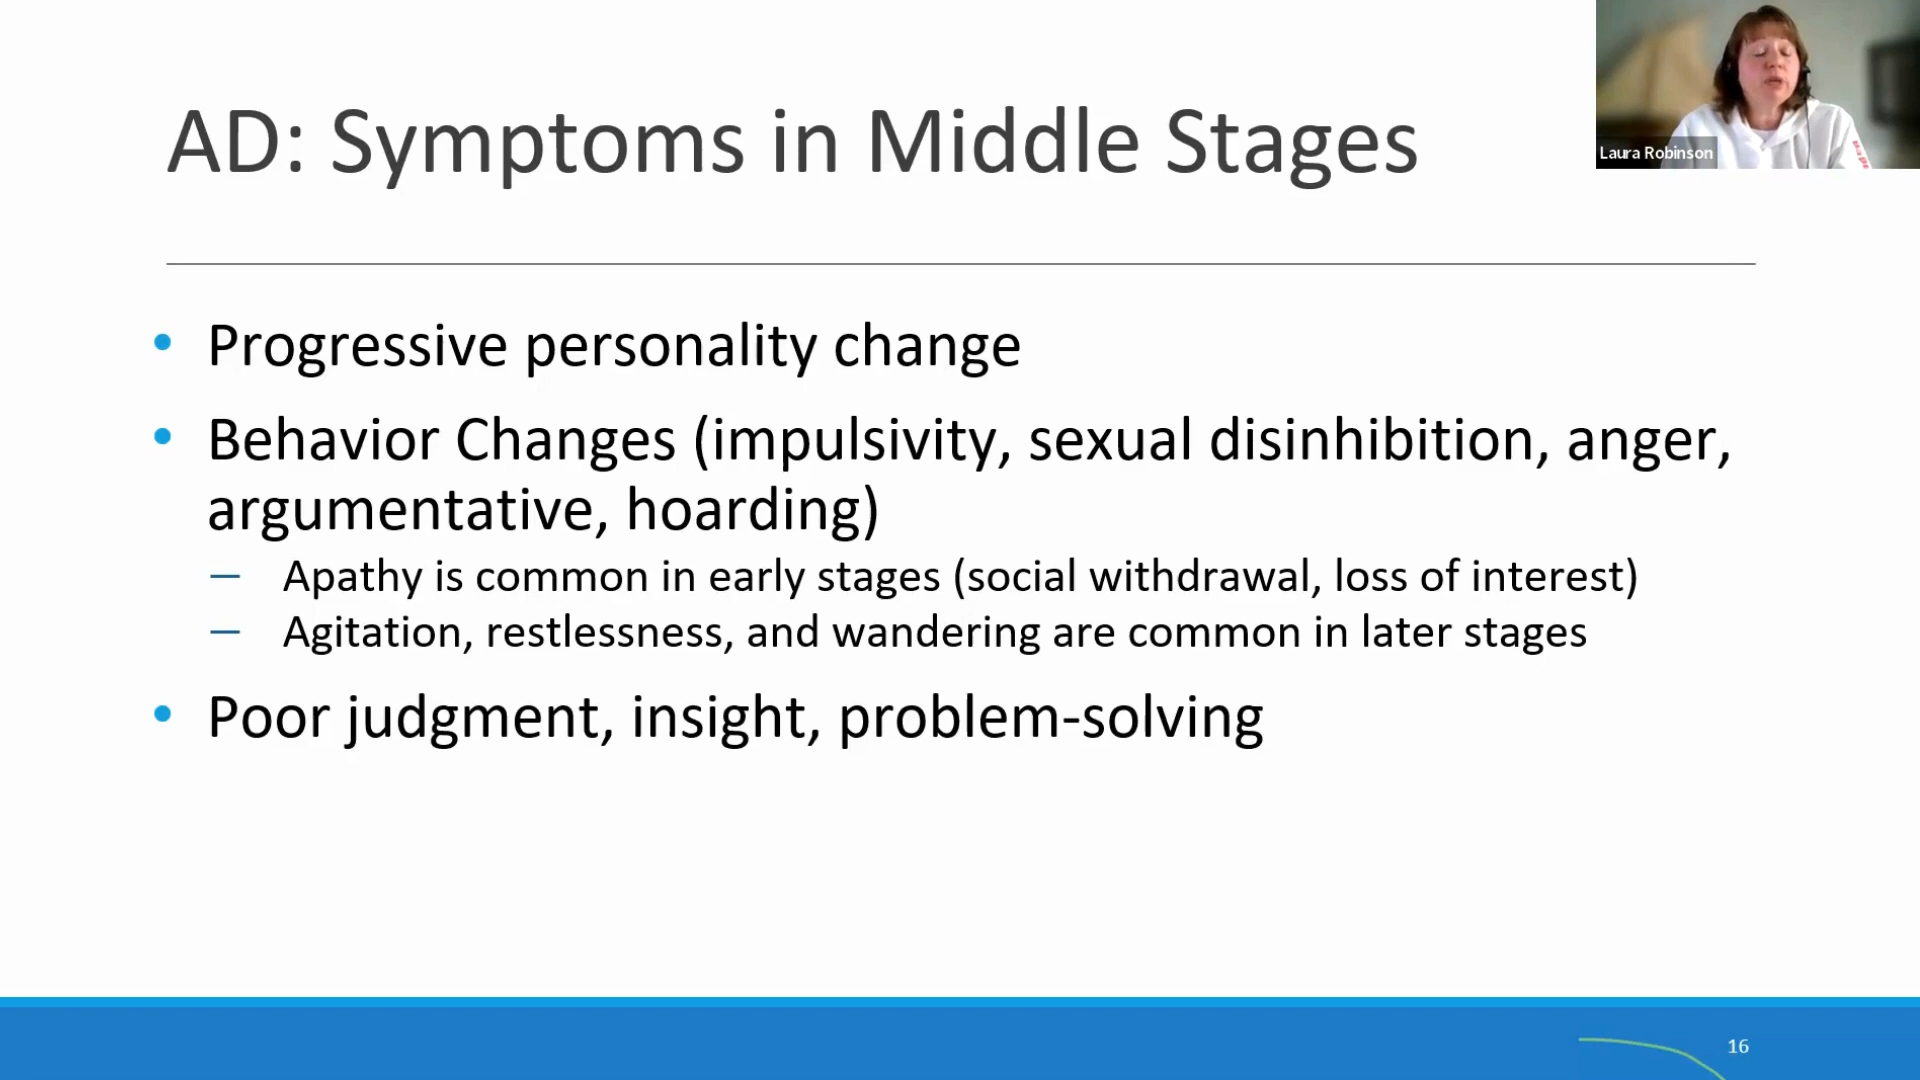 AD: Symptoms in Middle Stages
Laura Robinson
• Progressive personality change
• Behavior Changes (impulsivity, sexual disinhibition, anger,
argumentative, hoarding)
– Apathy is common in early stages (social withdrawal, loss of interest)
– Agitation, restlessness, and wandering are common in later stages
• Poor judgment, insight, problem-solving
16